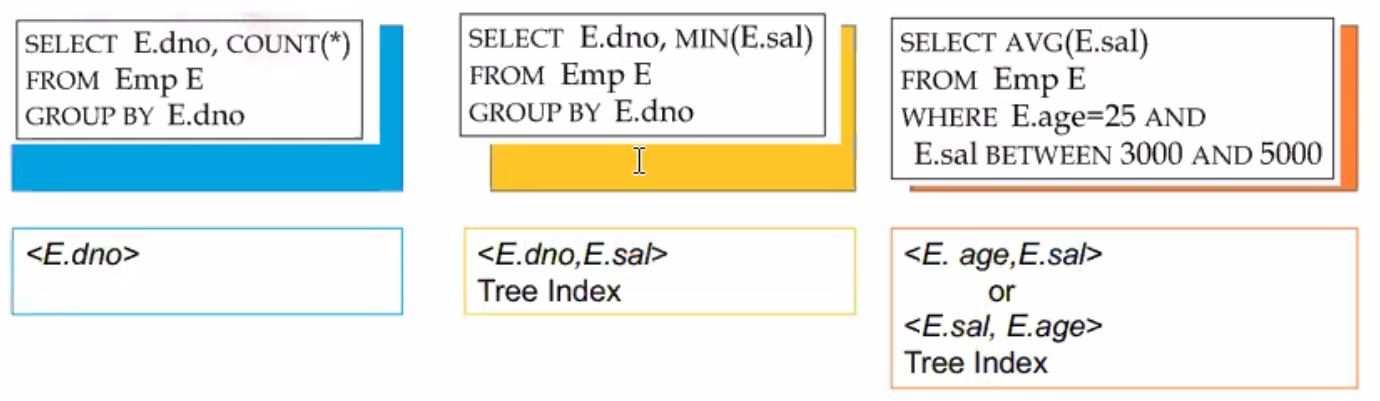 SELECT E.dno, COUNT(*)
FROM Emp E
GROUP BY E.dno
<E.dno>
SELECT E.dno, MIN(E.sal)
FROM Emp E
GROUP BY E.dno
<E.dno,E.sal>
Tree Index
SELECT AVG(E.sal)
FROM Emp E
WHERE E.age=25 AND
E.sal BETWEEN 3000 AND 5000
<E. age,E.sal>
or
<E.sal, E.age>
Tree Index